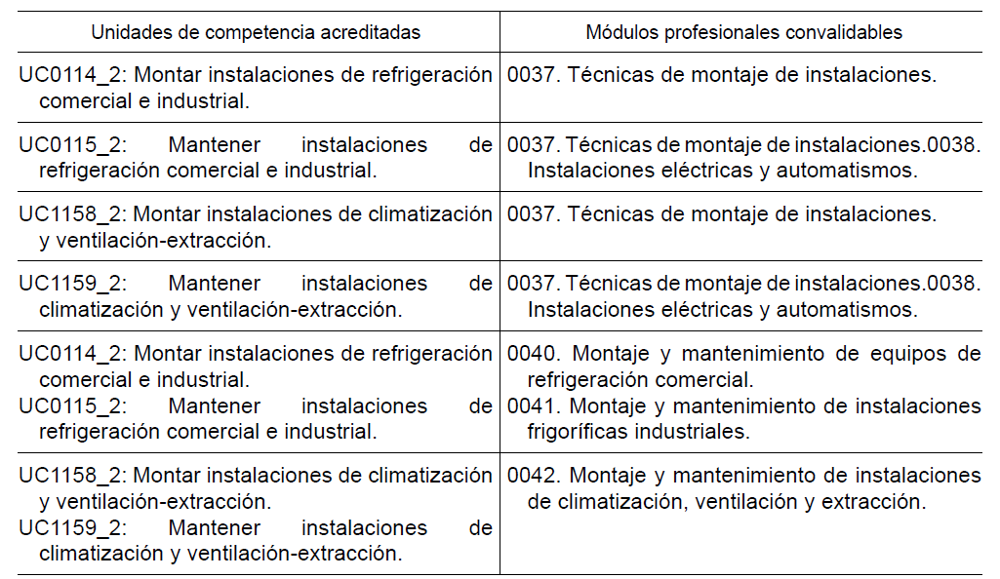 Unidades de competencia acreditadas
Módulos profesionales convalidables
UC0114_2: Montar instalaciones de refrigeración
comercial e industrial.
0037. Técnicas de montaje de instalaciones.
UC0115_2: Mantener instalaciones de
refrigeración comercial e industrial.
0037. Técnicas de montaje de instalaciones.0038.
Instalaciones eléctricas y automatismos.
UC1158_2: Montar instalaciones de climatización
y ventilación-extracción.
0037. Técnicas de montaje de instalaciones.
UC1159_2: Mantener instalaciones de
climatización y ventilación-extracción.
0037. Técnicas de montaje de instalaciones.0038.
Instalaciones eléctricas y automatismos.
UC0114_2: Montar instalaciones de refrigeración
comercial e industrial.
UC0115_2: Mantener instalaciones de
refrigeración comercial e industrial.
0040. Montaje y mantenimiento de equipos de
refrigeración comercial.
0041. Montaje y mantenimiento de instalaciones
frigoríficas industriales.
UC1158_2: Montar instalaciones de climatización
y ventilación-extracción.
UC1159_2: Mantener instalaciones de
climatización y ventilación-extracción.
0042. Montaje y mantenimiento de instalaciones
de climatización, ventilación y extracción.